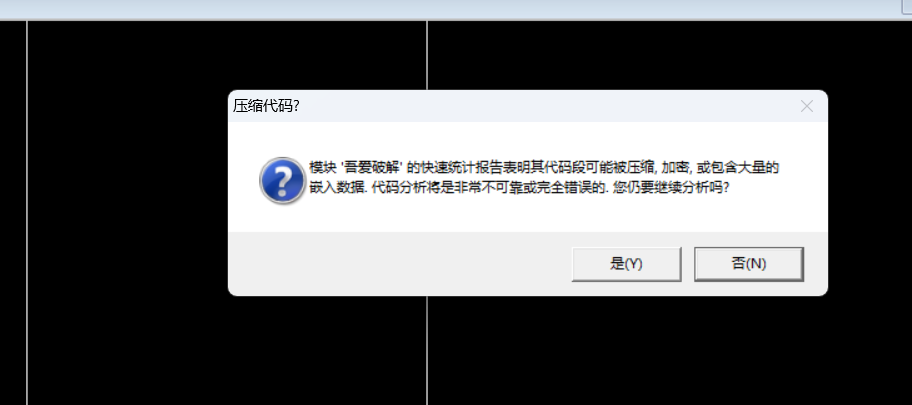 压缩代码?
模块 '吾爱破解' 的快速统计报告表明其代码段可能被压缩, 加密, 或包含大量的
嵌入数据. 代码分析将是非常不可靠或完全错误的. 您仍要继续分析吗?
是(Y)
否(N)